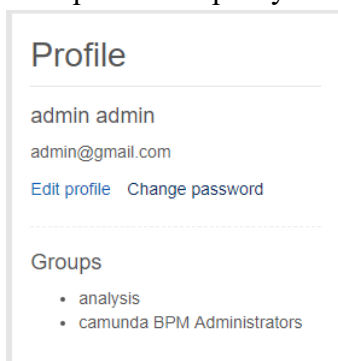 Profile
admin admin
admin@gmail.com
Edit profile Change password
Groups
• analysis
• camunda BPM Administrators